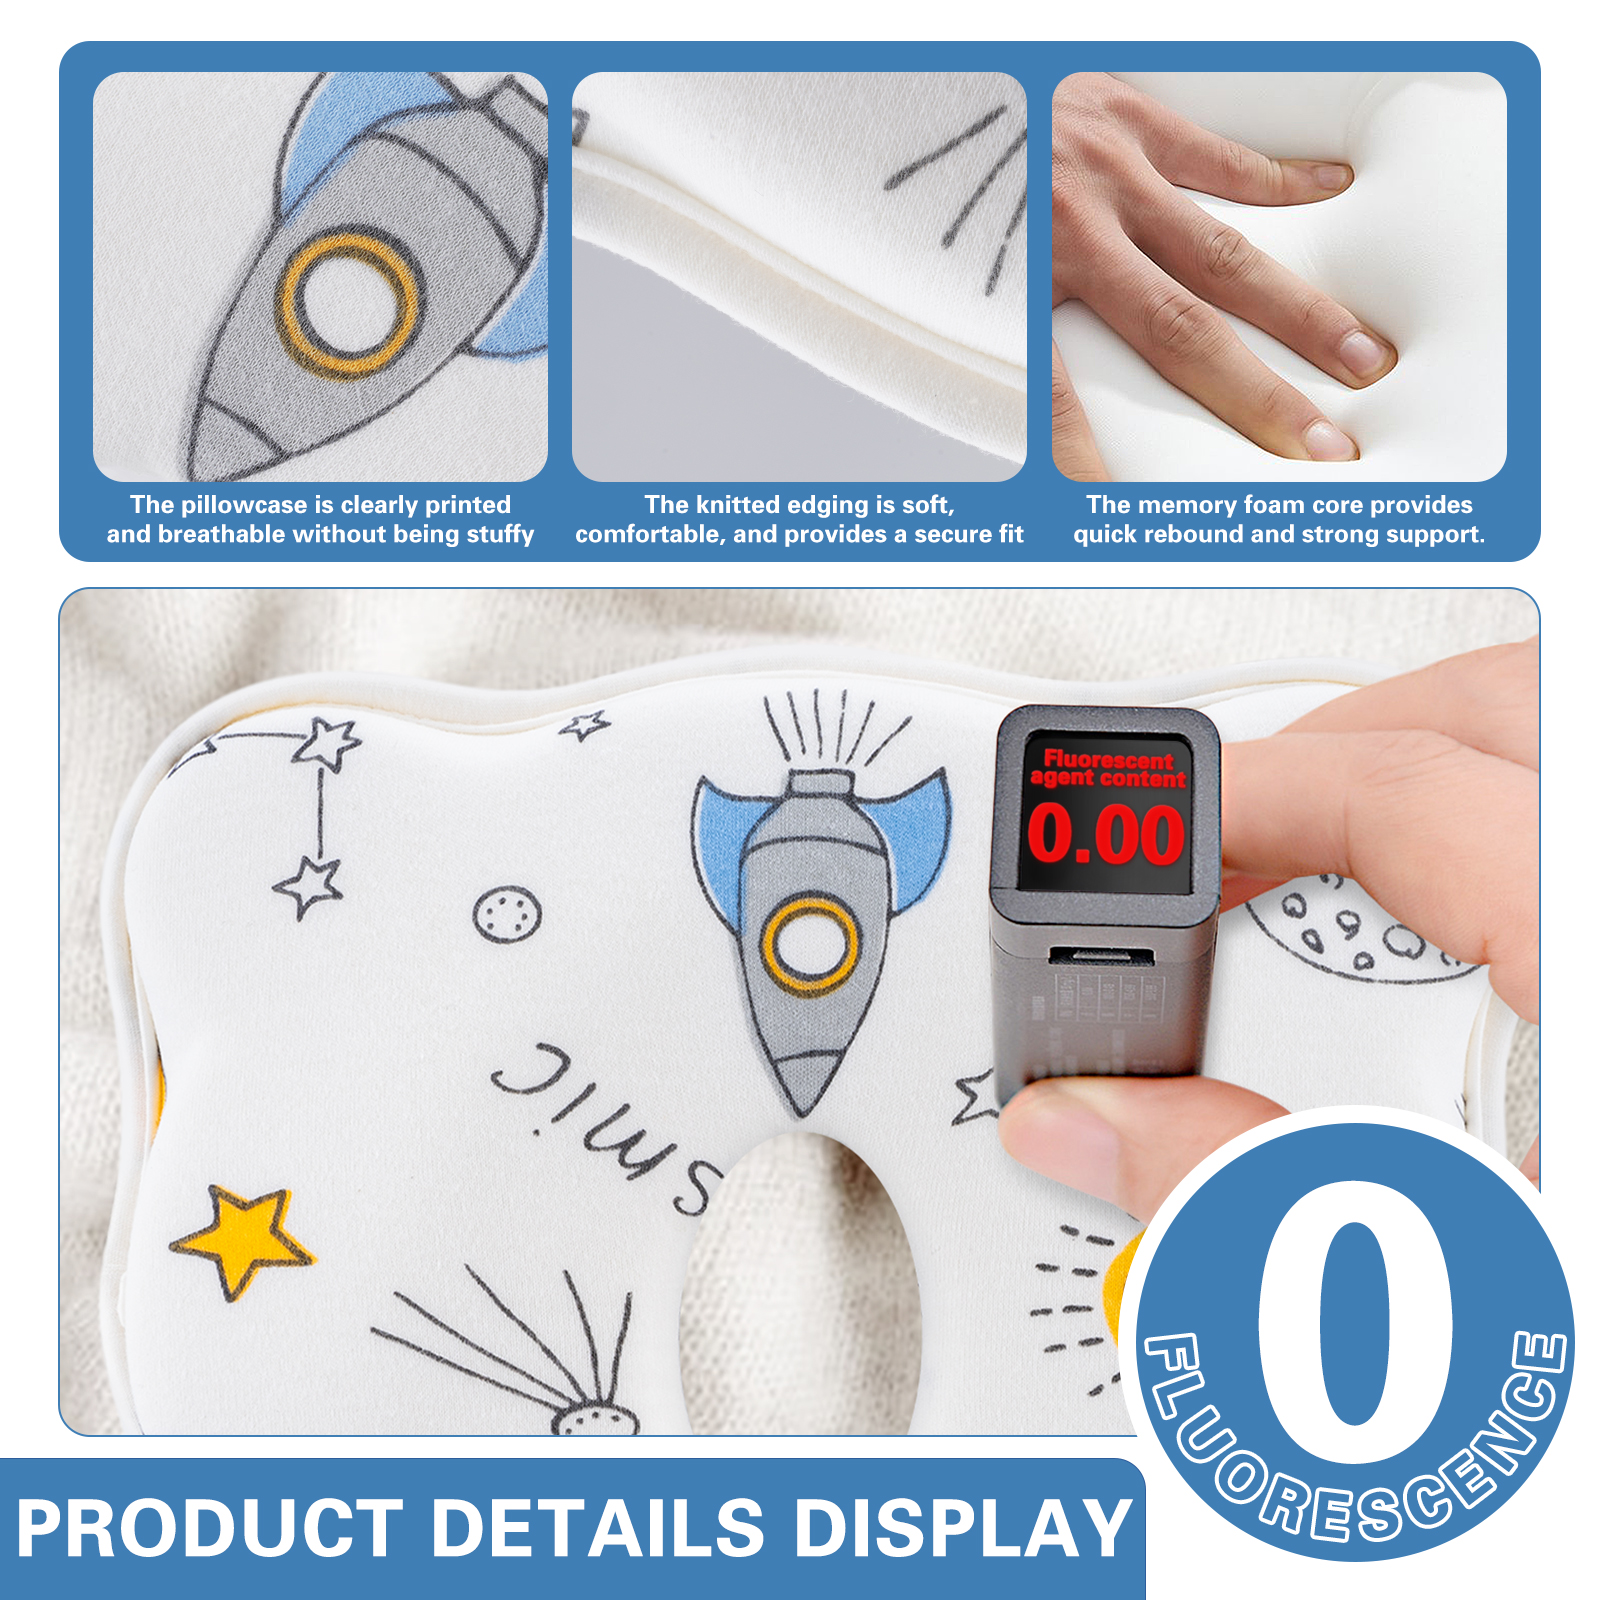 The pillowcase is clearly printed
and breathable without being stuffy
The knitted edging is soft,
comfortable, and provides a secure fit
The memory foam core provides
quick rebound and strong support.
Fluorescent
agent content
0.00
smic
0
FLUORESCENCE
PRODUCT DETAILS DISPLAY